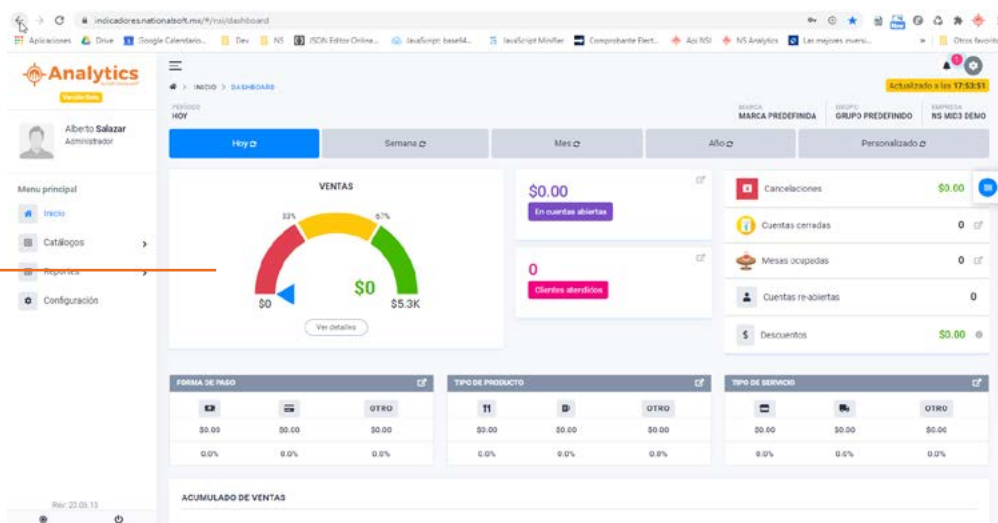 indicadores.nationalsoft.mx/#/nsi/dashboard
Aplicaciones Drive Google Calendario... Dev NS JSON Editor Online... JavaScript base64... JavaScript Minifier Comprobante Elect... Api NSI NS Analytics Las mejores inversi... » Otros favorito
Analytics
Versión Beta
Alberto Salazar
Administrador
Menu principal
Inicio
Catálogos
Reportes
Configuración
Rev: 23.05.13
INICIO > DASHBOARD
Actualizado a las 17:53:51
PERÍODO
HOY
MARCA
MARCA PREDEFINIDA
GRUPO
GRUPO PREDEFINIDO
EMPRESA
NS MID3 DEMO
Hoy Semana Mes Año Personalizado
VENTAS
33% 67%
$0 $0 $5.3K
Ver detalles
$0.00
En cuentas abiertas
0
Clientes atendidos
Cancelaciones $0.00
Cuentas cerradas 0
Mesas ocupadas 0
Cuentas re-abiertas 0
Descuentos $0.00
FORMA DE PAGO
OTRO
$0.00 $0.00 $0.00
0.0% 0.0% 0.0%
TIPO DE PRODUCTO
OTRO
$0.00 $0.00 $0.00
0.0% 0.0% 0.0%
TIPO DE SERVICIO
OTRO
$0.00 $0.00 $0.00
0.0% 0.0% 0.0%
ACUMULADO DE VENTAS